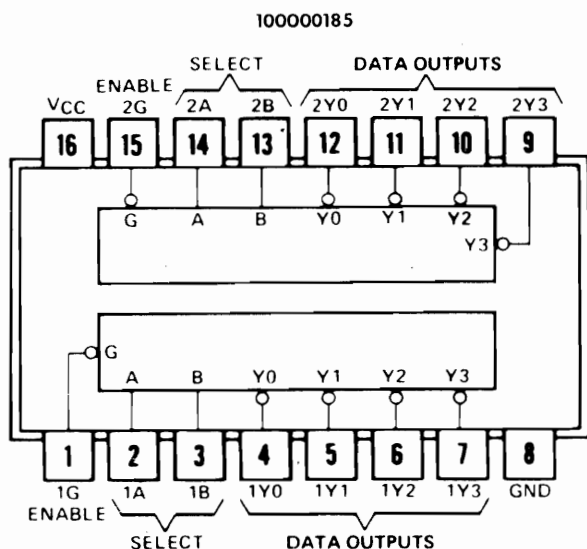 100000185
SELECT DATA OUTPUTS
ENABLE
VCC 2G 2A 2B 2Y0 2Y1 2Y2 2Y3
16 15 14 13 12 11 10 9
G A B Y0 Y1 Y2
Y3
G
A B Y0 Y1 Y2 Y3
1 2 3 4 5 6 7 8
1G 1A 1B 1Y0 1Y1 1Y2 1Y3 GND
ENABLE
SELECT DATA OUTPUTS